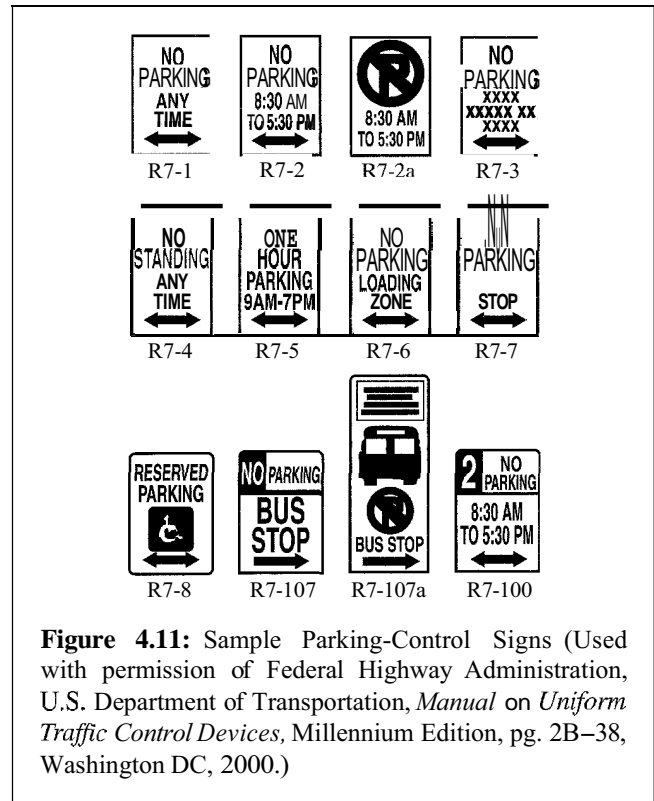 NO
PARKING
ANY
TIME
R7-1
NO
PARKING
8:30 AM
TO 5:30 PM
R7-2
8:30 AM
TO 5:30 PM
R7-2a
NO
PARKING
XXXX
XXXXX XX
XXXX
R7-3
NO
STANDING
ANY
TIME
R7-4
ONE
HOUR
PARKING
9AM-7PM
R7-5
NO
PARKING
LOADING
ZONE
R7-6
PARKING
STOP
R7-7
RESERVED
PARKING
R7-8
NO PARKING
BUS
STOP
R7-107
BUS STOP
R7-107a
2 NO
PARKING
8:30 AM
TO 5:30 PM
R7-100
Figure 4.11: Sample Parking-Control Signs (Used
with permission of Federal Highway Administration,
U.S. Department of Transportation, Manual on Uniform
Traffic Control Devices, Millennium Edition, pg. 2B–38,
Washington DC, 2000.)